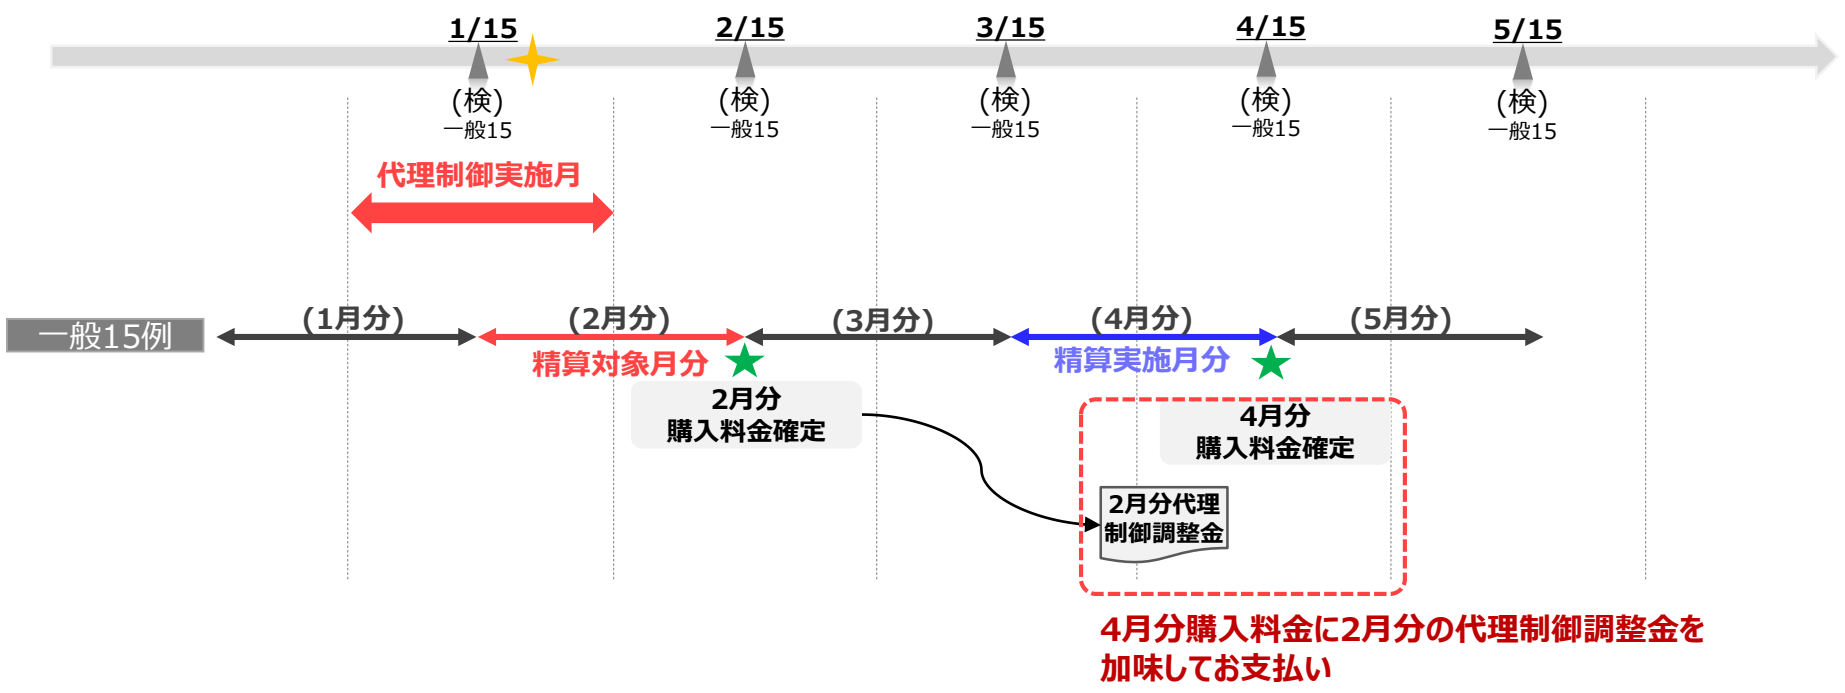 1/15
2/15
3/15
4/15
5/15
(検)
一般15
(検)
一般15
(検)
一般15
(検)
一般15
(検)
一般15
代理制御実施月
一般15例
(1月分)
(2月分)
(3月分)
(4月分)
(5月分)
精算対象月分
精算実施月分
2月分
購入料金確定
4月分
購入料金確定
2月分代理
制御調整金
4月分購入料金に2月分の代理制御調整金を
加味してお支払い